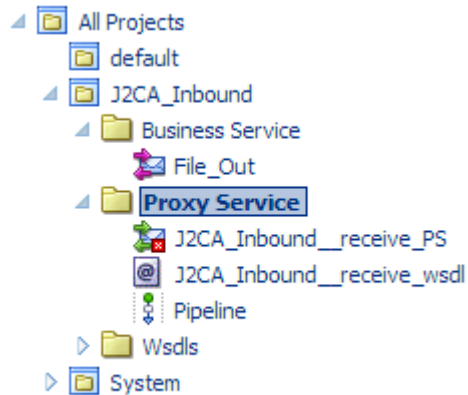 All Projects
default
J2CA_Inbound
Business Service
File_Out
Proxy Service
J2CA_Inbound__receive_PS
J2CA_Inbound__receive_wsdl
Pipeline
Wsdls
System